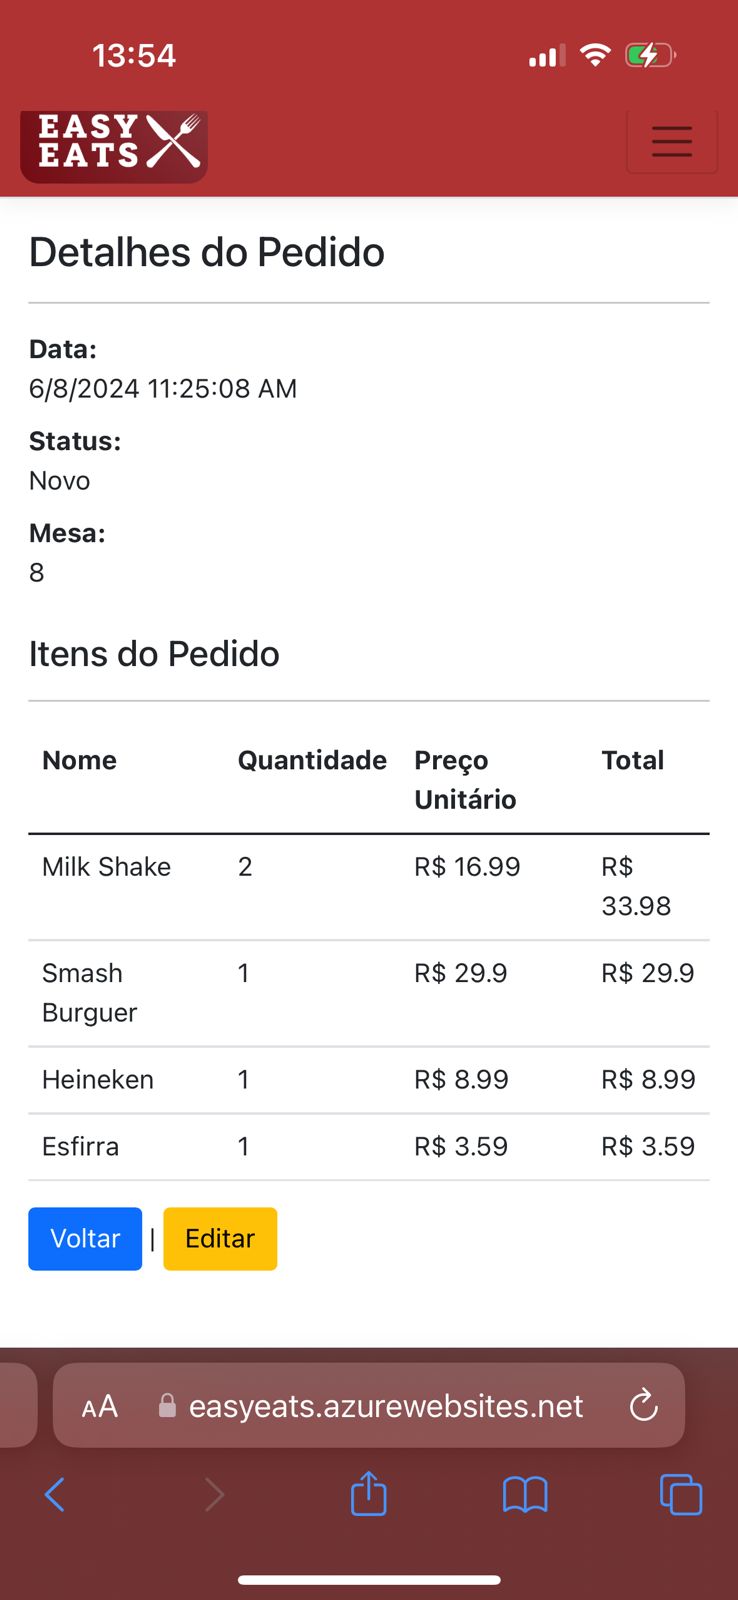 13:54
EASY
EATS
Detalhes do Pedido
Data:
6/8/2024 11:25:08 AM
Status:
Novo
Mesa:
8
Itens do Pedido
Nome Quantidade Preço Unitário Total
Milk Shake 2 R$ 16.99 R$ 33.98
Smash Burguer 1 R$ 29.9 R$ 29.9
Heineken 1 R$ 8.99 R$ 8.99
Esfirra 1 R$ 3.59 R$ 3.59
Voltar | Editar
AA easyeats.azurewebsites.net